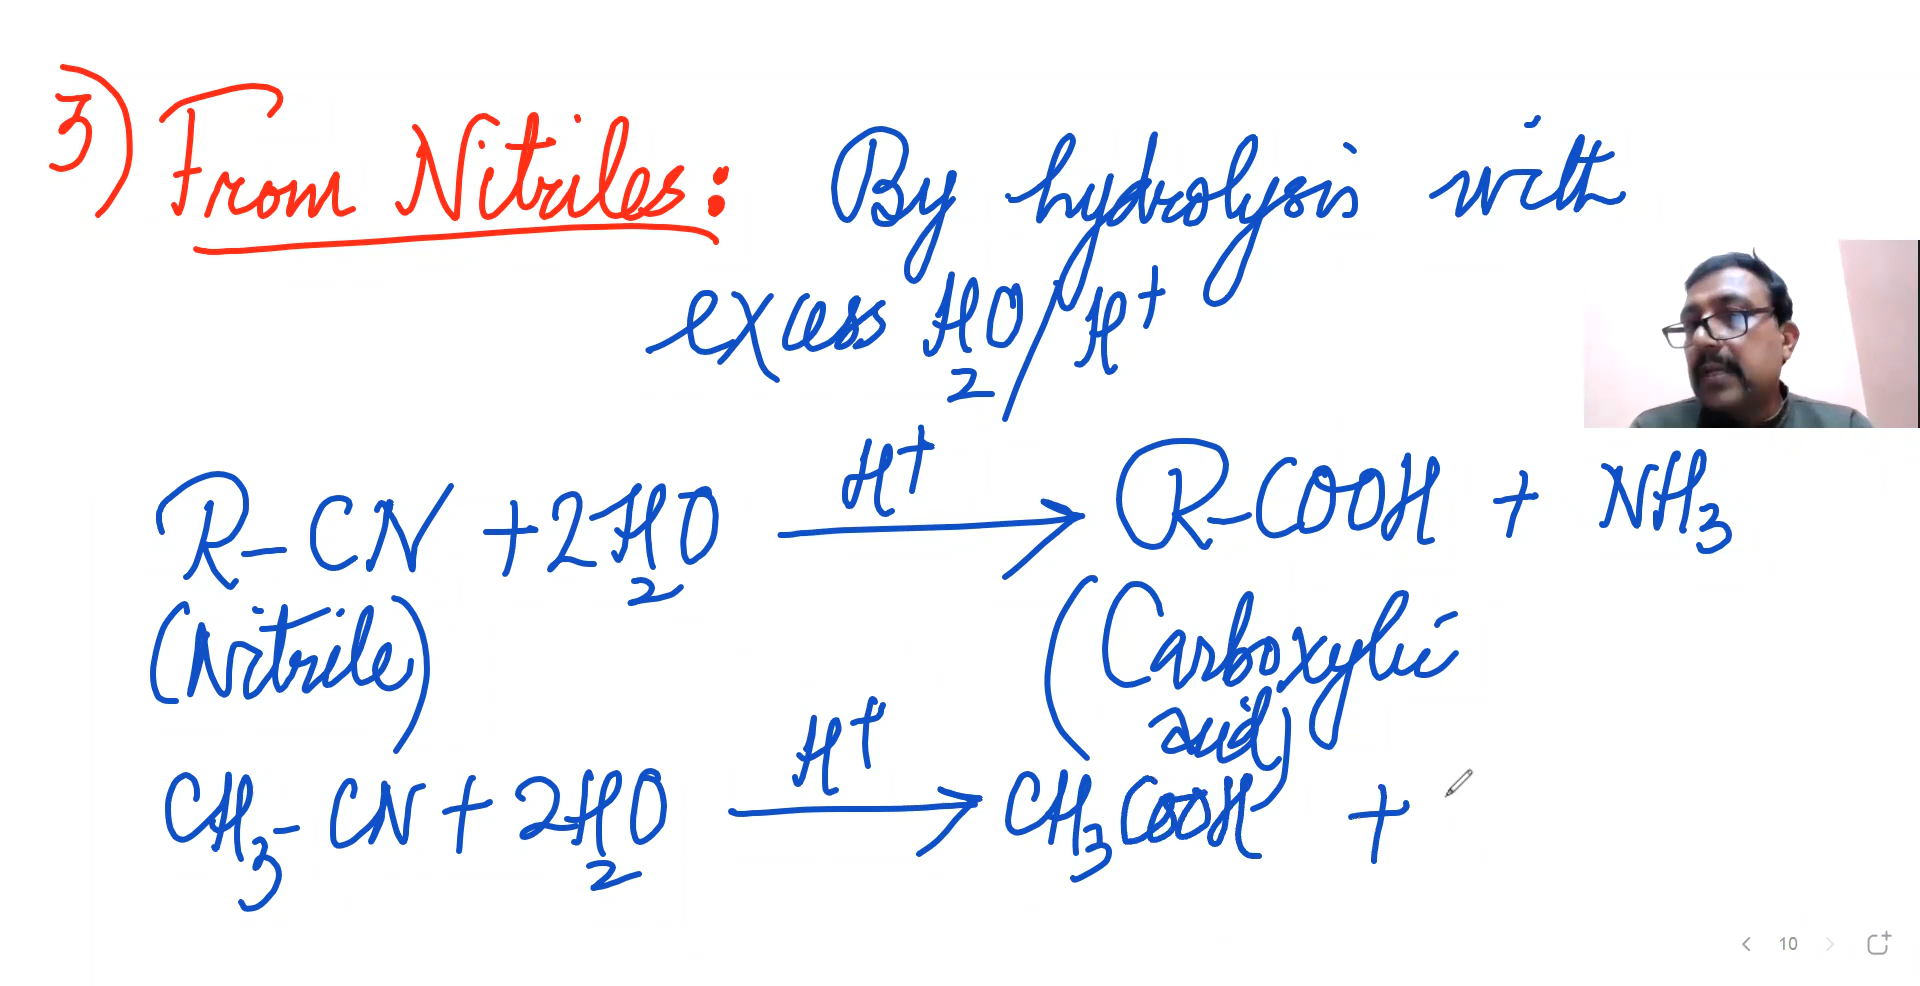 3) From Nitriles: By hydrolysis with
excess H2O/H+
H+
R-CN + 2H2O → R-COOH + NH3
(Nitrile) (Carboxylic
acid)
H+
CH3-CN + 2H2O → CH3COOH +
< 10 >